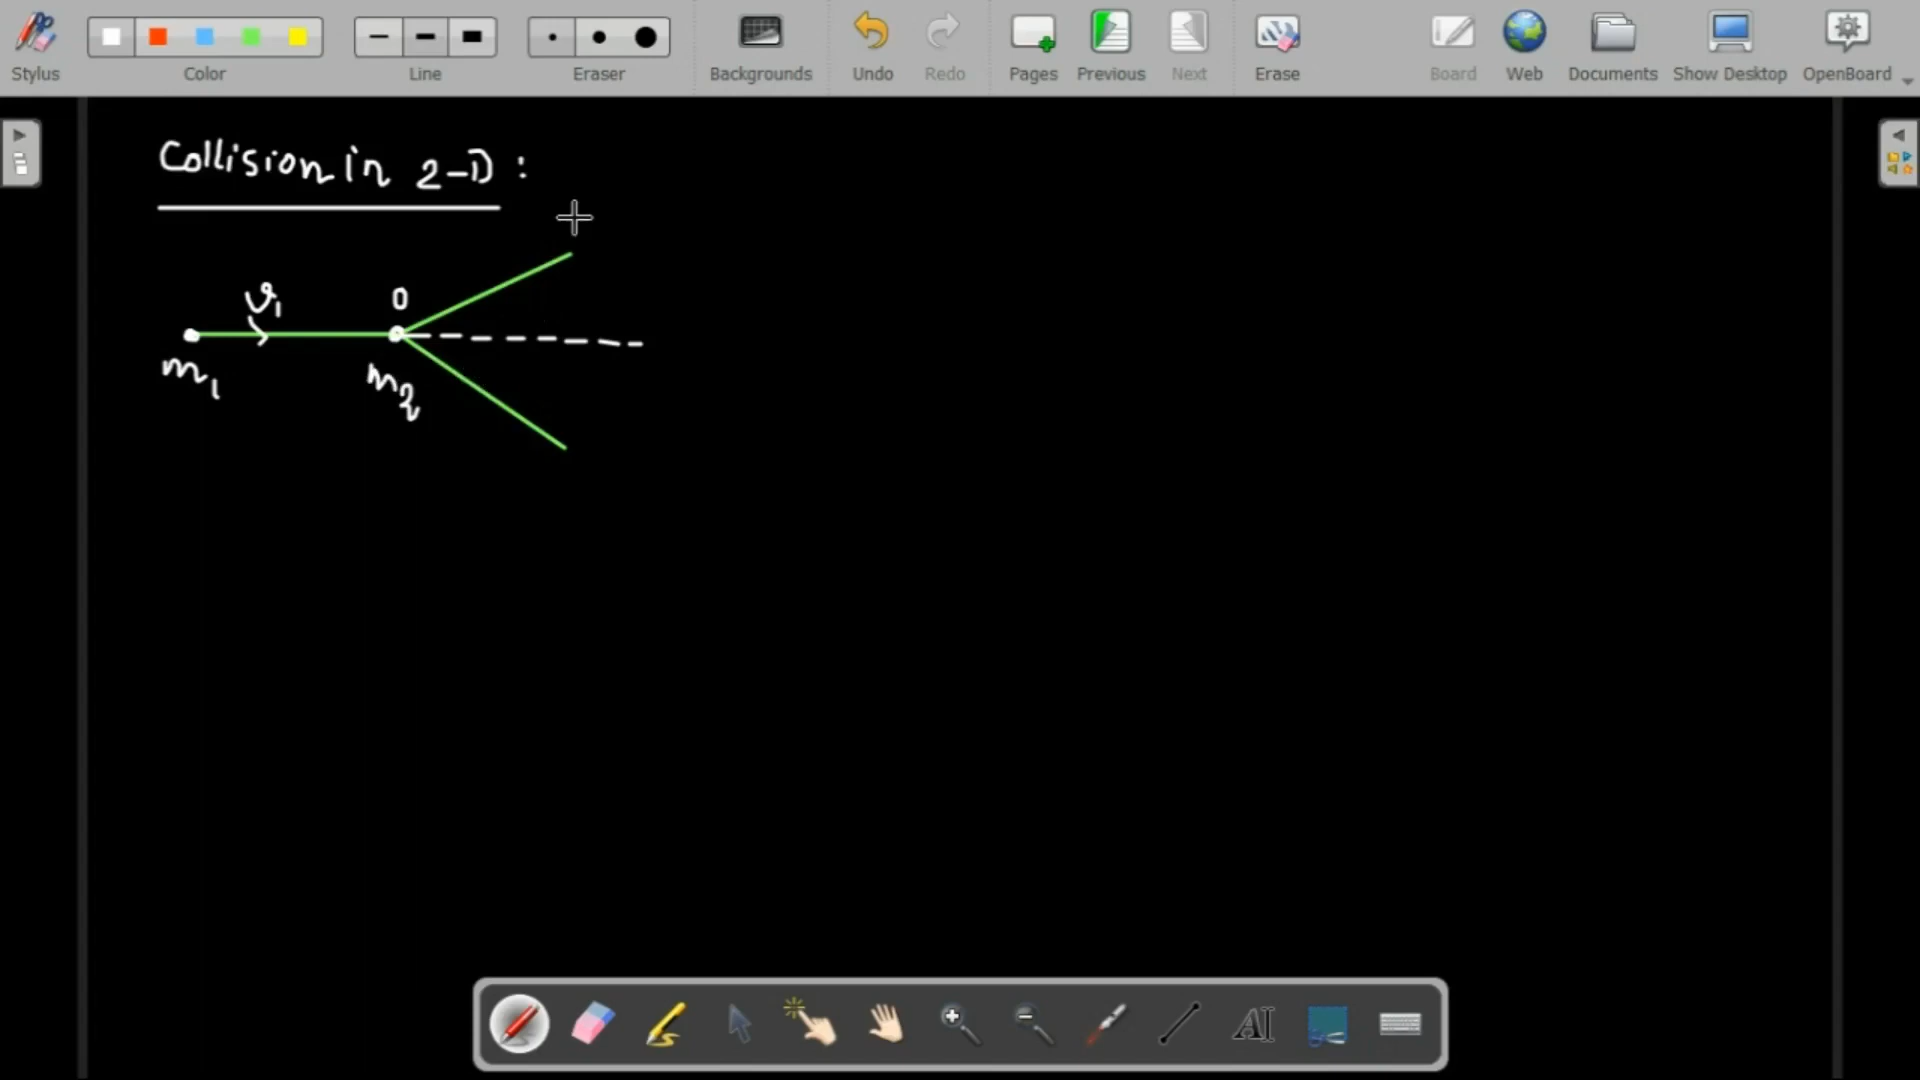 Stylus Color Line Eraser Backgrounds Undo Redo Pages Previous Next Erase Board Web Documents Show Desktop OpenBoard
Collision in 2-D :
v₁ 0
m₁ m₂
AI